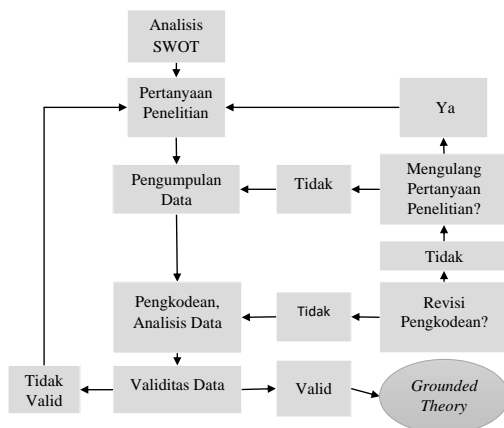 Analisis
SWOT
Pertanyaan
Penelitian
Ya
Pengumpulan
Data
Tidak
Mengulang
Pertanyaan
Penelitian?
Tidak
Pengkodean,
Analisis Data
Tidak
Revisi
Pengkodean?
Tidak
Valid
Validitas Data
Valid
Grounded
Theory